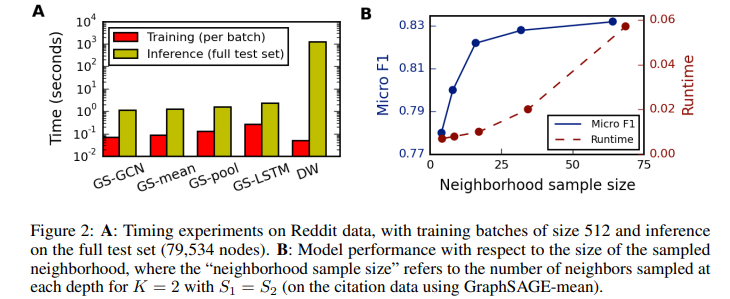 A
Time (seconds)
10^4
10^3
10^2
10^1
10^0
10^-1
10^-2
Training (per batch)
Inference (full test set)
GS-GCN
GS-mean
GS-pool
GS-LSTM
DW
B
Micro F1
0.83
0.81
0.79
0.77
0
25
50
75
Neighborhood sample size
Micro F1
Runtime
0.06
0.04
0.02
0.00
Runtime
Figure 2: A: Timing experiments on Reddit data, with training batches of size 512 and inference
on the full test set (79,534 nodes). B: Model performance with respect to the size of the sampled
neighborhood, where the “neighborhood sample size” refers to the number of neighbors sampled at
each depth for K = 2 with S₁ = S₂ (on the citation data using GraphSAGE-mean).